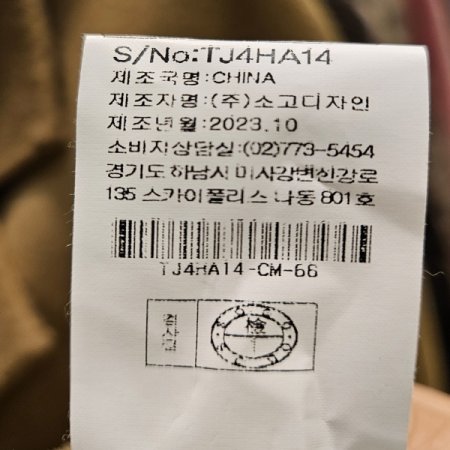 S/No:TJ4HA14
제조국명:CHINA
제조자명:(주)소고디자인
제조년월:2023.10
소비자상담실:(02)773-5454
경기도 하남시 미사강변신강로
135 스카이폴리스 나동 801호
TJ4HA14-CM-66
검사필
檢